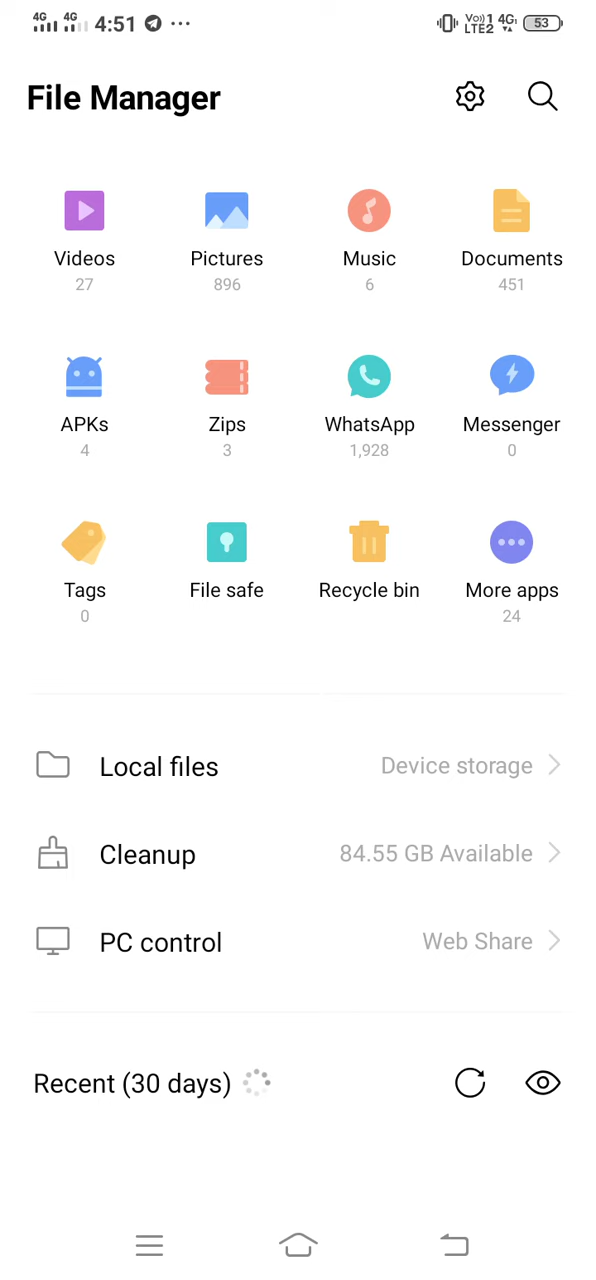 4G 4G 4:51 ... Vo)) 1 LTE2 4G 53
File Manager
Videos Pictures Music Documents
27 896 6 451
APKs Zips WhatsApp Messenger
4 3 1,928 0
Tags File safe Recycle bin More apps
0 24
Local files Device storage
Cleanup 84.55 GB Available
PC control Web Share
Recent (30 days)